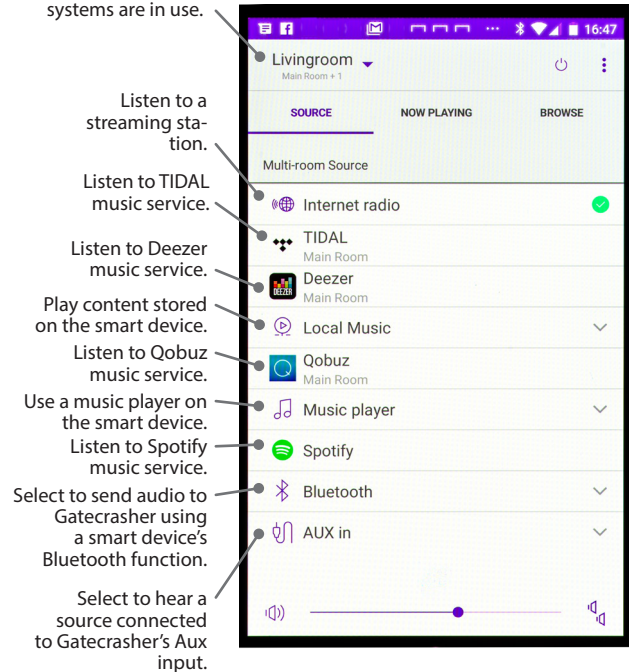 systems are in use.
Listen to a
streaming sta-
tion.
Listen to TIDAL
music service.
Listen to Deezer
music service.
Play content stored
on the smart device.
Listen to Qobuz
music service.
Use a music player on
the smart device.
Listen to Spotify
music service.
Select to send audio to
Gatecrasher using
a smart device's
Bluetooth function.
Select to hear a
source connected
to Gatecrasher's Aux
input.
16:47
Livingroom
Main Room + 1
SOURCE NOW PLAYING BROWSE
Multi-room Source
Internet radio
TIDAL
Main Room
DEEZER
Deezer
Main Room
Local Music
Qobuz
Main Room
Music player
Spotify
Bluetooth
AUX in